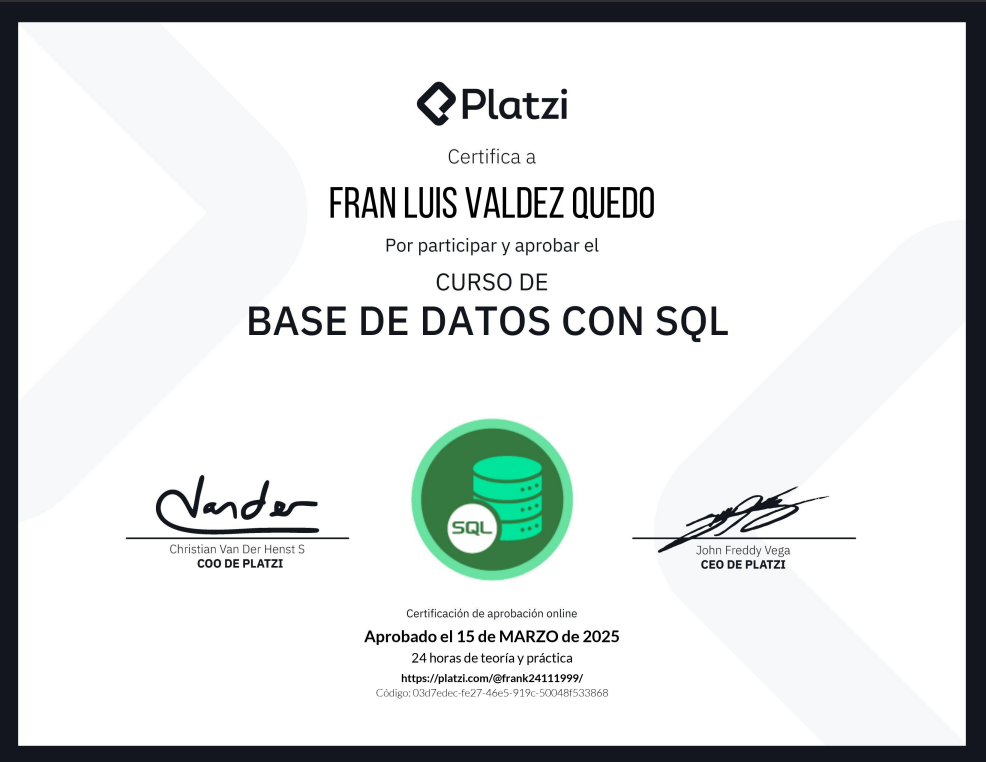 Platzi
Certifica a
FRAN LUIS VALDEZ QUEDO
Por participar y aprobar el
CURSO DE
BASE DE DATOS CON SQL
SQL
Vander
Christian Van Der Henst S
COO DE PLATZI
John Freddy Vega
CEO DE PLATZI
Certificación de aprobación online
Aprobado el 15 de MARZO de 2025
24 horas de teoría y práctica
https://platzi.com/@frank24111999/
Código: 03d7edec-fe27-46e5-919c-50048f533868